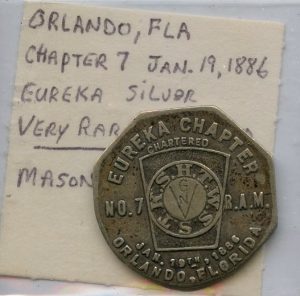 ORLANDO, FLA
CHAPTER 7 JAN. 19, 1886
EUREKA SILVER
VERY RAR
MASON
EUREKA CHAPTER
CHARTERED
H.T.W.S.S.T.K.S.
NO. 7 R.A.M.
JAN. 19TH, 1886
ORLANDO, FLORIDA